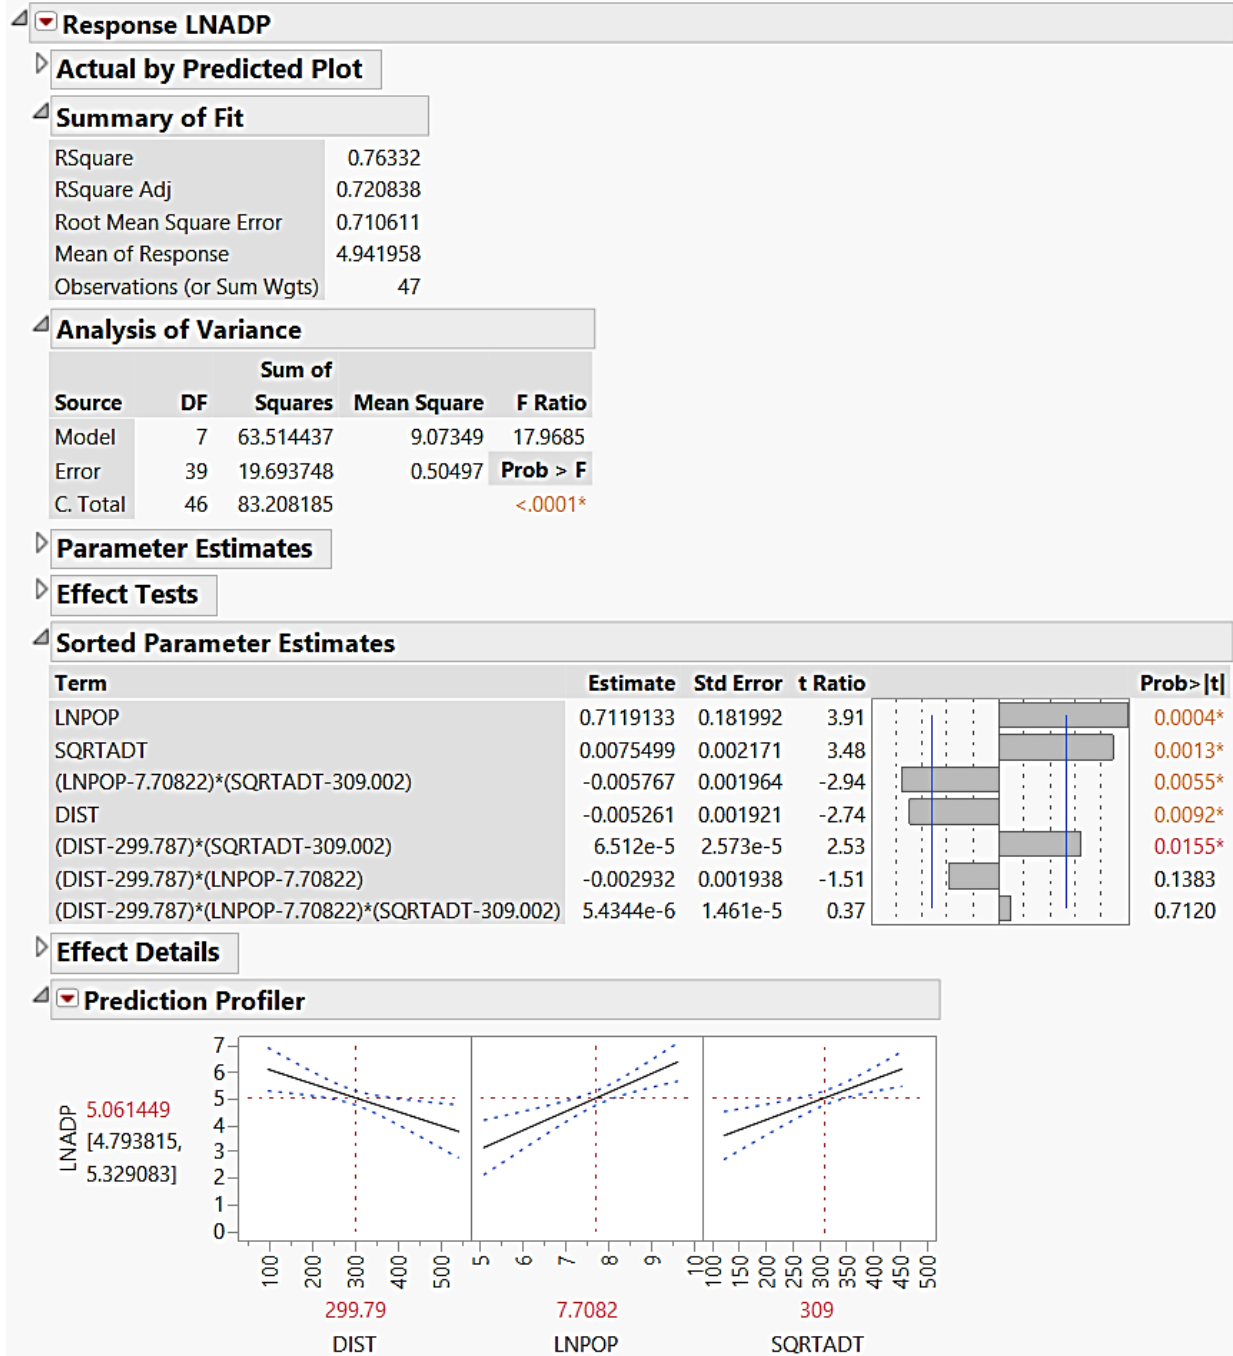 Response LNADP
Actual by Predicted Plot
Summary of Fit
RSquare 0.76332
RSquare Adj 0.720838
Root Mean Square Error 0.710611
Mean of Response 4.941958
Observations (or Sum Wgts) 47
Analysis of Variance
Sum of
Source DF Squares Mean Square F Ratio
Model 7 63.514437 9.07349 17.9685
Error 39 19.693748 0.50497 Prob > F
C. Total 46 83.208185 <.0001*
Parameter Estimates
Effect Tests
Sorted Parameter Estimates
Term Estimate Std Error t Ratio Prob>|t|
LNPOP 0.7119133 0.181992 3.91 0.0004*
SQRTADT 0.0075499 0.002171 3.48 0.0013*
(LNPOP-7.70822)*(SQRTADT-309.002) -0.005767 0.001964 -2.94 0.0055*
DIST -0.005261 0.001921 -2.74 0.0092*
(DIST-299.787)*(SQRTADT-309.002) 6.512e-5 2.573e-5 2.53 0.0155*
(DIST-299.787)*(LNPOP-7.70822) -0.002932 0.001938 -1.51 0.1383
(DIST-299.787)*(LNPOP-7.70822)*(SQRTADT-309.002) 5.4344e-6 1.461e-5 0.37 0.7120
Effect Details
Prediction Profiler
LNADP
5.061449
[4.793815,
5.329083]
7
6
5
4
3
2
1
0
100 200 300 400 500 5 6 7 8 9 10 100 150 200 250 300 350 400 450 500
299.79 7.7082 309
DIST LNPOP SQRTADT